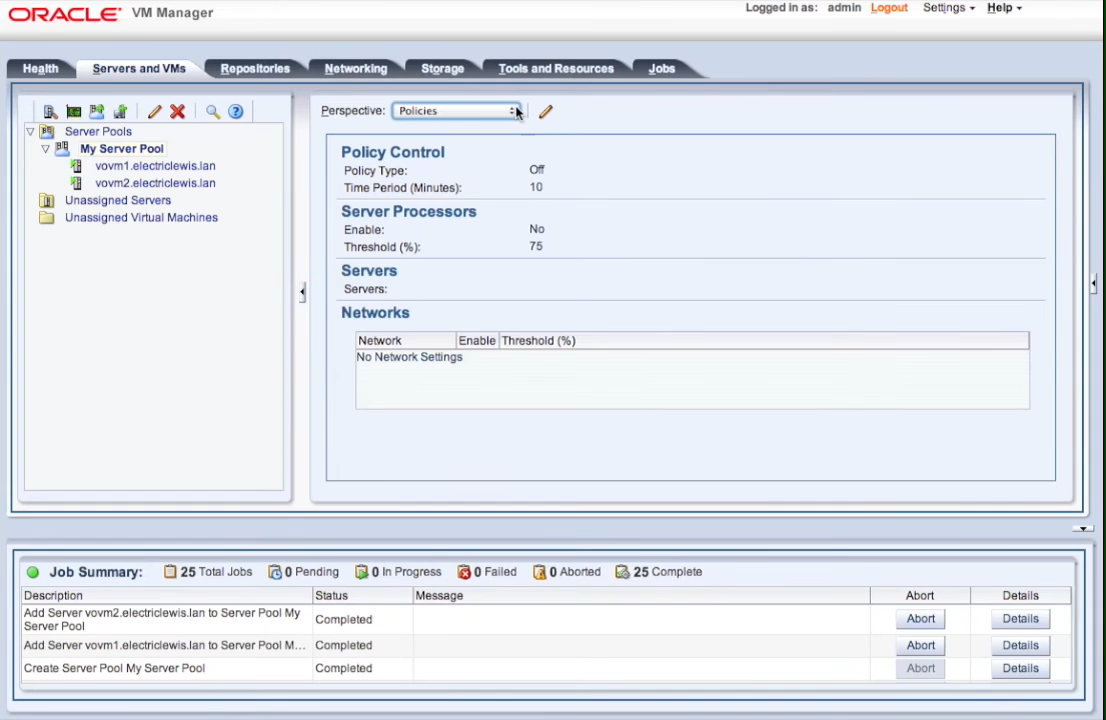 ORACLE VM Manager
Logged in as: admin Logout Settings Help
Health Servers and VMs Repositories Networking Storage Tools and Resources Jobs
Perspective: Policies
Server Pools
My Server Pool
vovm1.electriclewis.lan
vovm2.electriclewis.lan
Unassigned Servers
Unassigned Virtual Machines
Policy Control
Policy Type: Off
Time Period (Minutes): 10
Server Processors
Enable: No
Threshold (%): 75
Servers
Servers:
Networks
Network Enable Threshold (%)
No Network Settings
Job Summary: 25 Total Jobs 0 Pending 0 In Progress 0 Failed 0 Aborted 25 Complete
Description Status Message Abort Details
Add Server vovm2.electriclewis.lan to Server Pool My
Server Pool Completed Abort Details
Add Server vovm1.electriclewis.lan to Server Pool M... Completed Abort Details
Create Server Pool My Server Pool Completed Abort Details